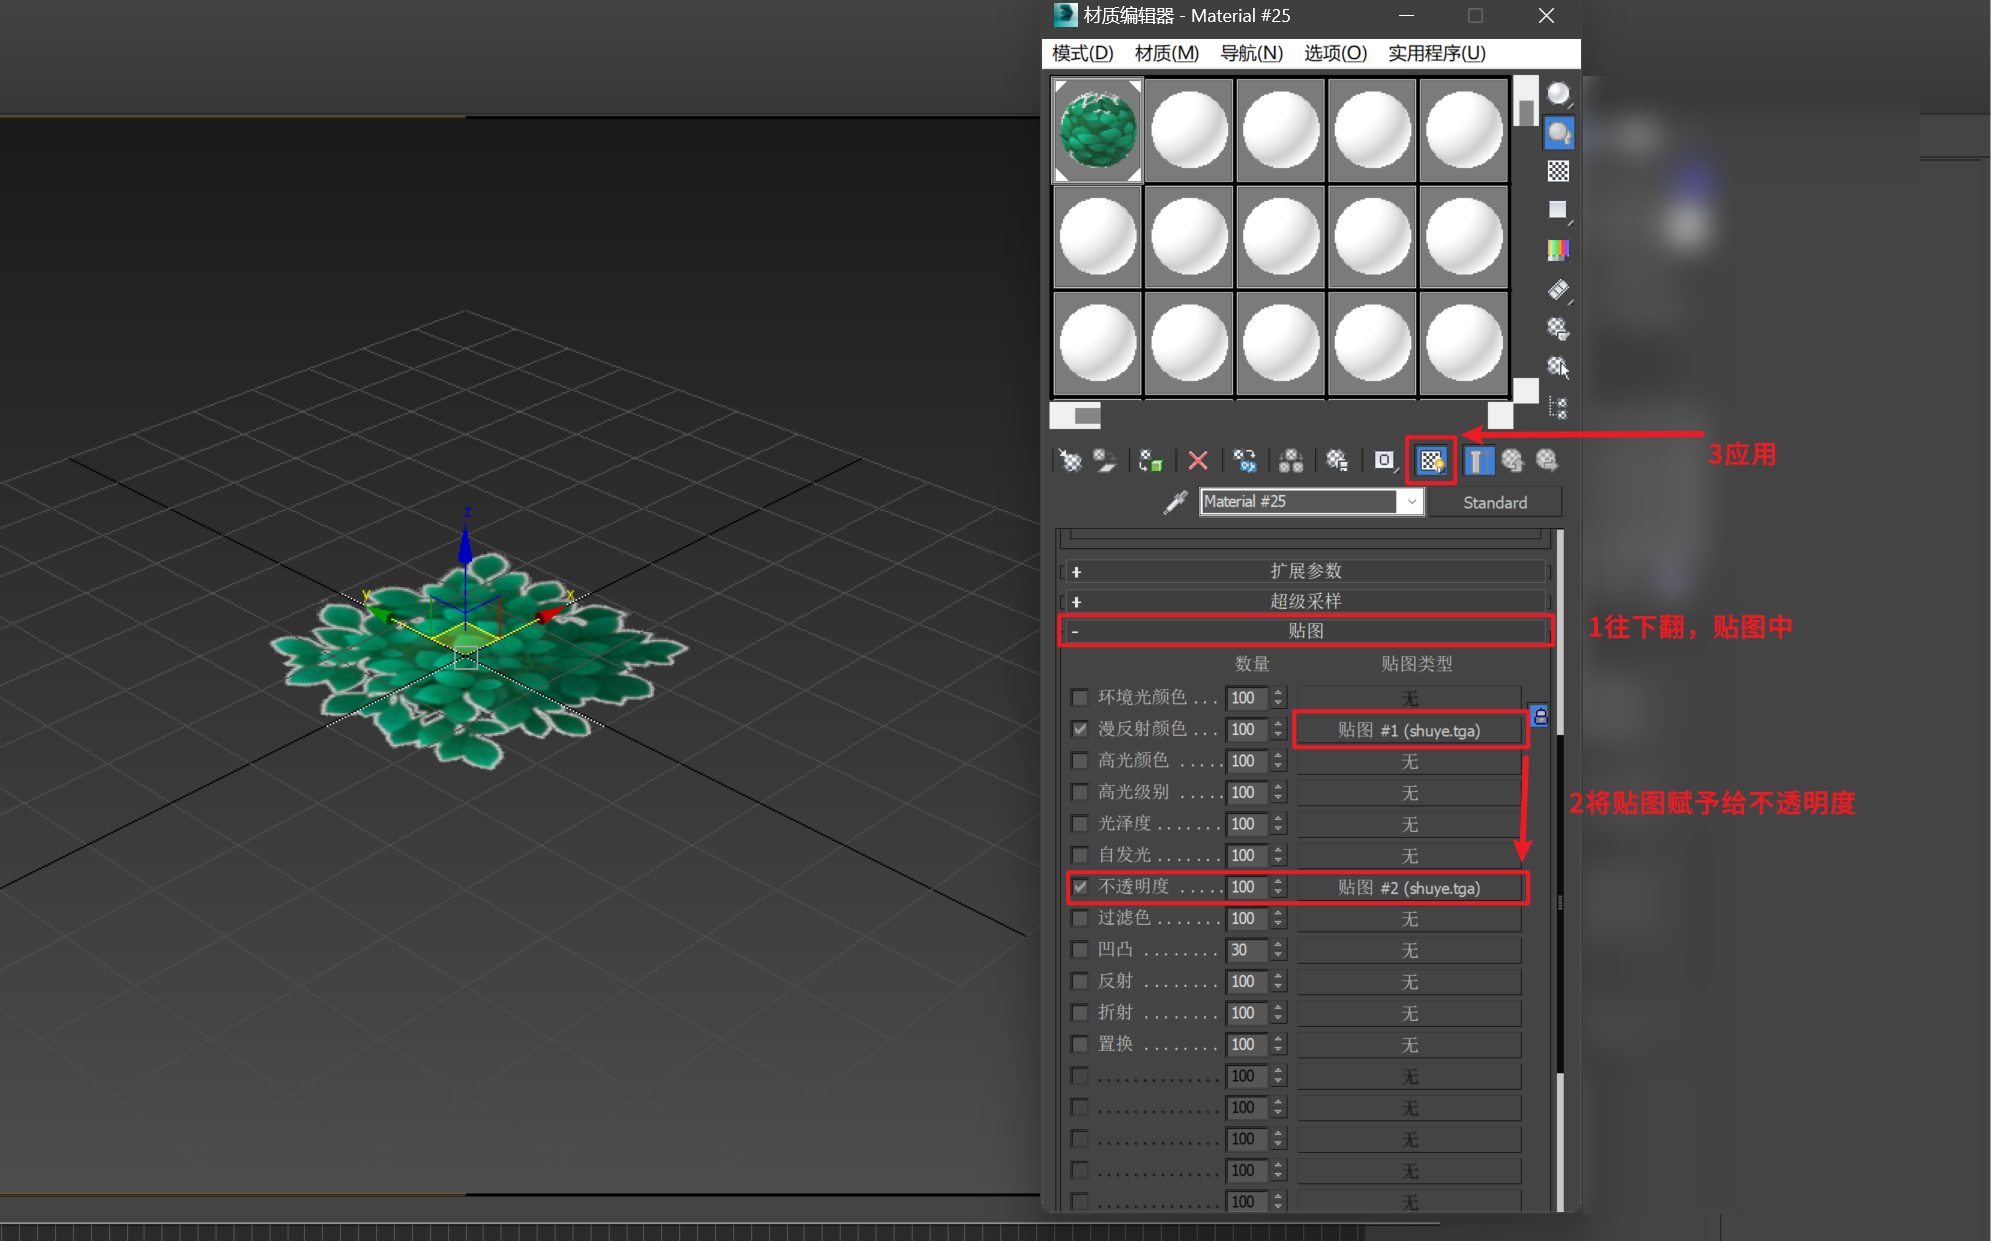 材质编辑器 - Material #25
模式(D) 材质(M) 导航(N) 选项(O) 实用程序(U)
3应用
Material #25
Standard
+ 扩展参数
+ 超级采样
- 贴图
1往下翻，贴图中
数量 贴图类型
环境光颜色 . . . 100 无
漫反射颜色 . . . 100 贴图 #1 (shuye.tga)
高光颜色 . . . . . 100 无
高光级别 . . . . . 100 无
2将贴图赋予给不透明度
光泽度 . . . . . . . 100 无
自发光 . . . . . . . 100 无
不透明度 . . . . . 100 贴图 #2 (shuye.tga)
过滤色 . . . . . . . 100 无
凹凸 . . . . . . . . 30 无
反射 . . . . . . . . 100 无
折射 . . . . . . . . 100 无
置换 . . . . . . . . 100 无
. . . . . . . . . . . . . 100 无
. . . . . . . . . . . . . 100 无
. . . . . . . . . . . . . 100 无
. . . . . . . . . . . . . 100 无
. . . . . . . . . . . . . 100 无
z
y
x